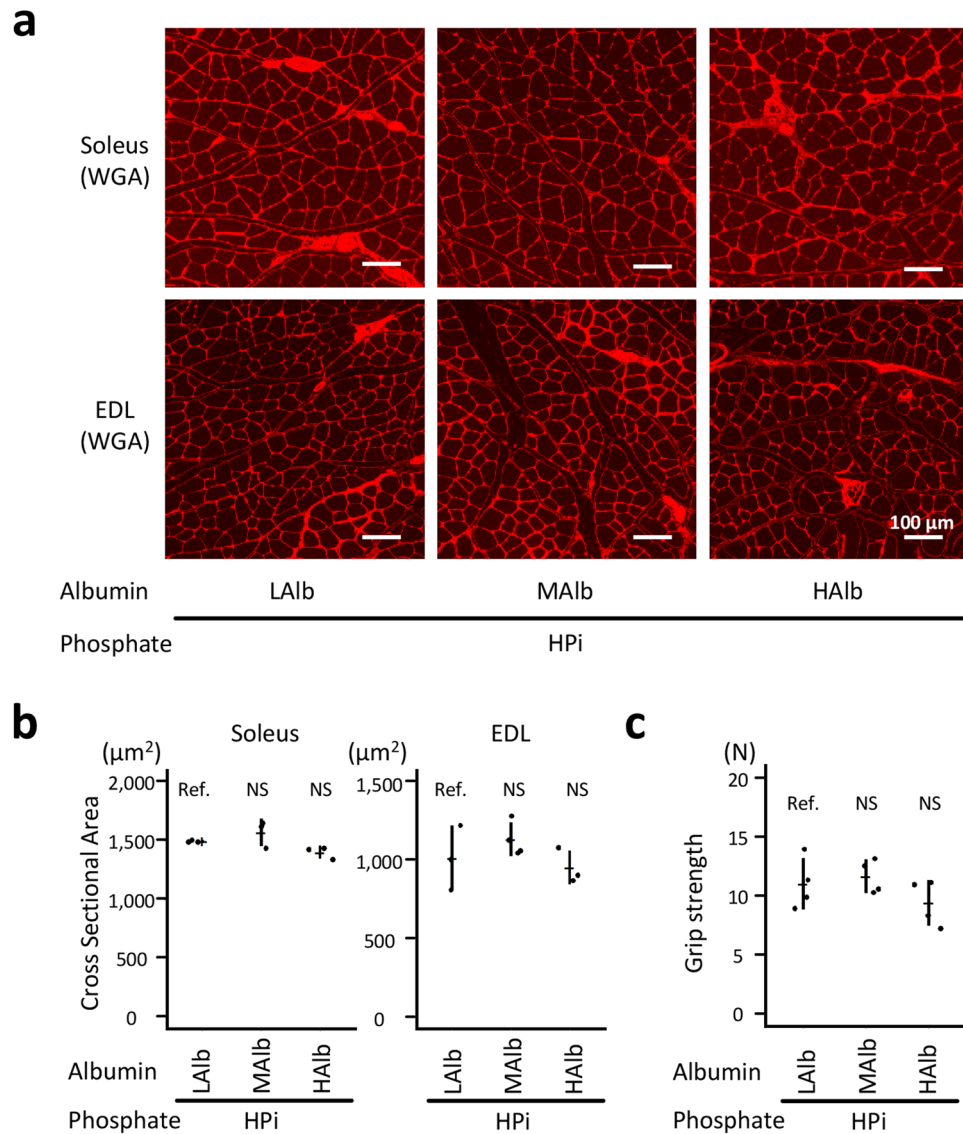 a
Soleus
(WGA)
EDL
(WGA)
100 μm
Albumin LAlb MAlb HAlb
Phosphate HPi
b
Soleus EDL
(μm²) (μm²)
Cross Sectional Area
2,000
1,500
1,000
500
0
Ref. NS NS
1,500
1,000
500
0
Ref. NS NS
Albumin LAlb MAlb HAlb LAlb MAlb HAlb
Phosphate HPi HPi
c
(N)
Grip strength
20
15
10
5
0
Ref. NS NS
Albumin LAlb MAlb HAlb
Phosphate HPi